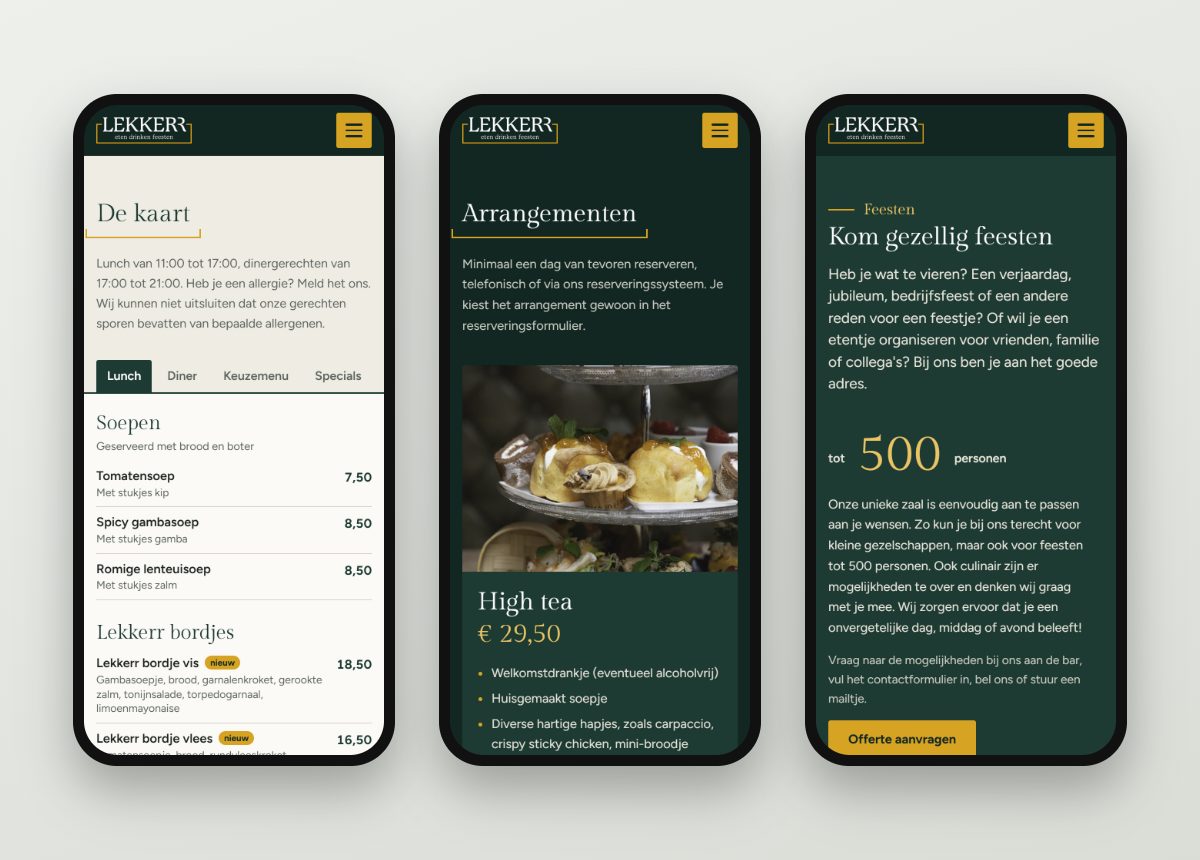 LEKKERR
eten drinken feesten
De kaart
Lunch van 11:00 tot 17:00, dinergerechten van
17:00 tot 21:00. Heb je een allergie? Meld het ons.
Wij kunnen niet uitsluiten dat onze gerechten
sporen bevatten van bepaalde allergenen.
Lunch Diner Keuzemenu Specials
Soepen
Geserveerd met brood en boter
Tomatensoep 7,50
Met stukjes kip
Spicy gambasoep 8,50
Met stukjes gamba
Romige lenteuisoep 8,50
Met stukjes zalm
Lekkerr bordjes
Lekkerr bordje vis nieuw 18,50
Gambasoepje, brood, garnalenkroket, gerookte
zalm, tonijnsalade, torpedogarnaal,
limoenmayonaise
Lekkerr bordje vlees nieuw 16,50
LEKKERR
eten drinken feesten
Arrangementen
Minimaal een dag van tevoren reserveren,
telefonisch of via ons reserveringssysteem. Je
kiest het arrangement gewoon in het
reserveringsformulier.
High tea
€ 29,50
• Welkomstdrankje (eventueel alcoholvrij)
• Huisgemaakt soepje
• Diverse hartige hapjes, zoals carpaccio,
crispy sticky chicken, mini-broodje
LEKKERR
eten drinken feesten
Feesten
Kom gezellig feesten
Heb je wat te vieren? Een verjaardag,
jubileum, bedrijfsfeest of een andere
reden voor een feestje? Of wil je een
etentje organiseren voor vrienden, familie
of collega's? Bij ons ben je aan het goede
adres.
tot 500 personen
Onze unieke zaal is eenvoudig aan te passen
aan je wensen. Zo kun je bij ons terecht voor
kleine gezelschappen, maar ook voor feesten
tot 500 personen. Ook culinair zijn er
mogelijkheden te over en denken wij graag
met je mee. Wij zorgen ervoor dat je een
onvergetelijke dag, middag of avond beleeft!
Vraag naar de mogelijkheden bij ons aan de bar,
vul het contactformulier in, bel ons of stuur een
mailtje.
Offerte aanvragen